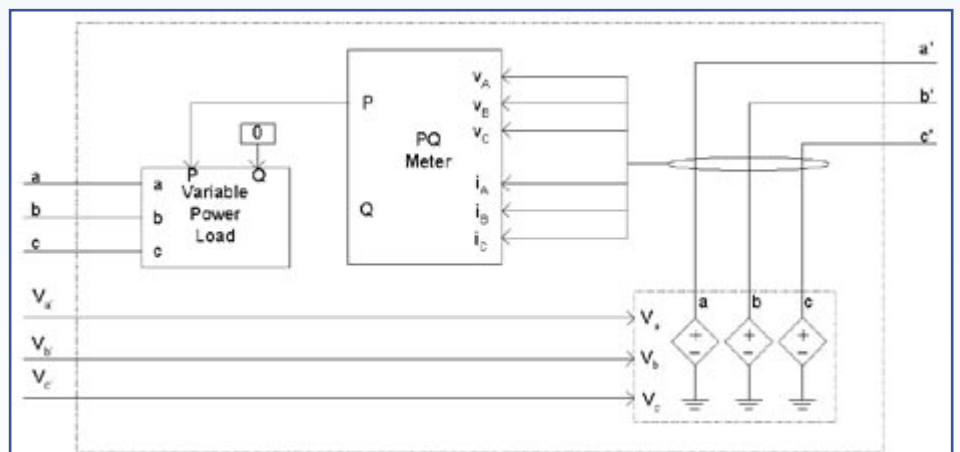 a'
b'
c'
P
Q
PQ
Meter
v_A
v_B
v_C
i_A
i_B
i_C
0
P
Q
Variable
Power
Load
a
b
c
a
b
c
V_a'
V_b'
V_c'
V_a
V_b
V_c
a
b
c
+
+
+
−
−
−